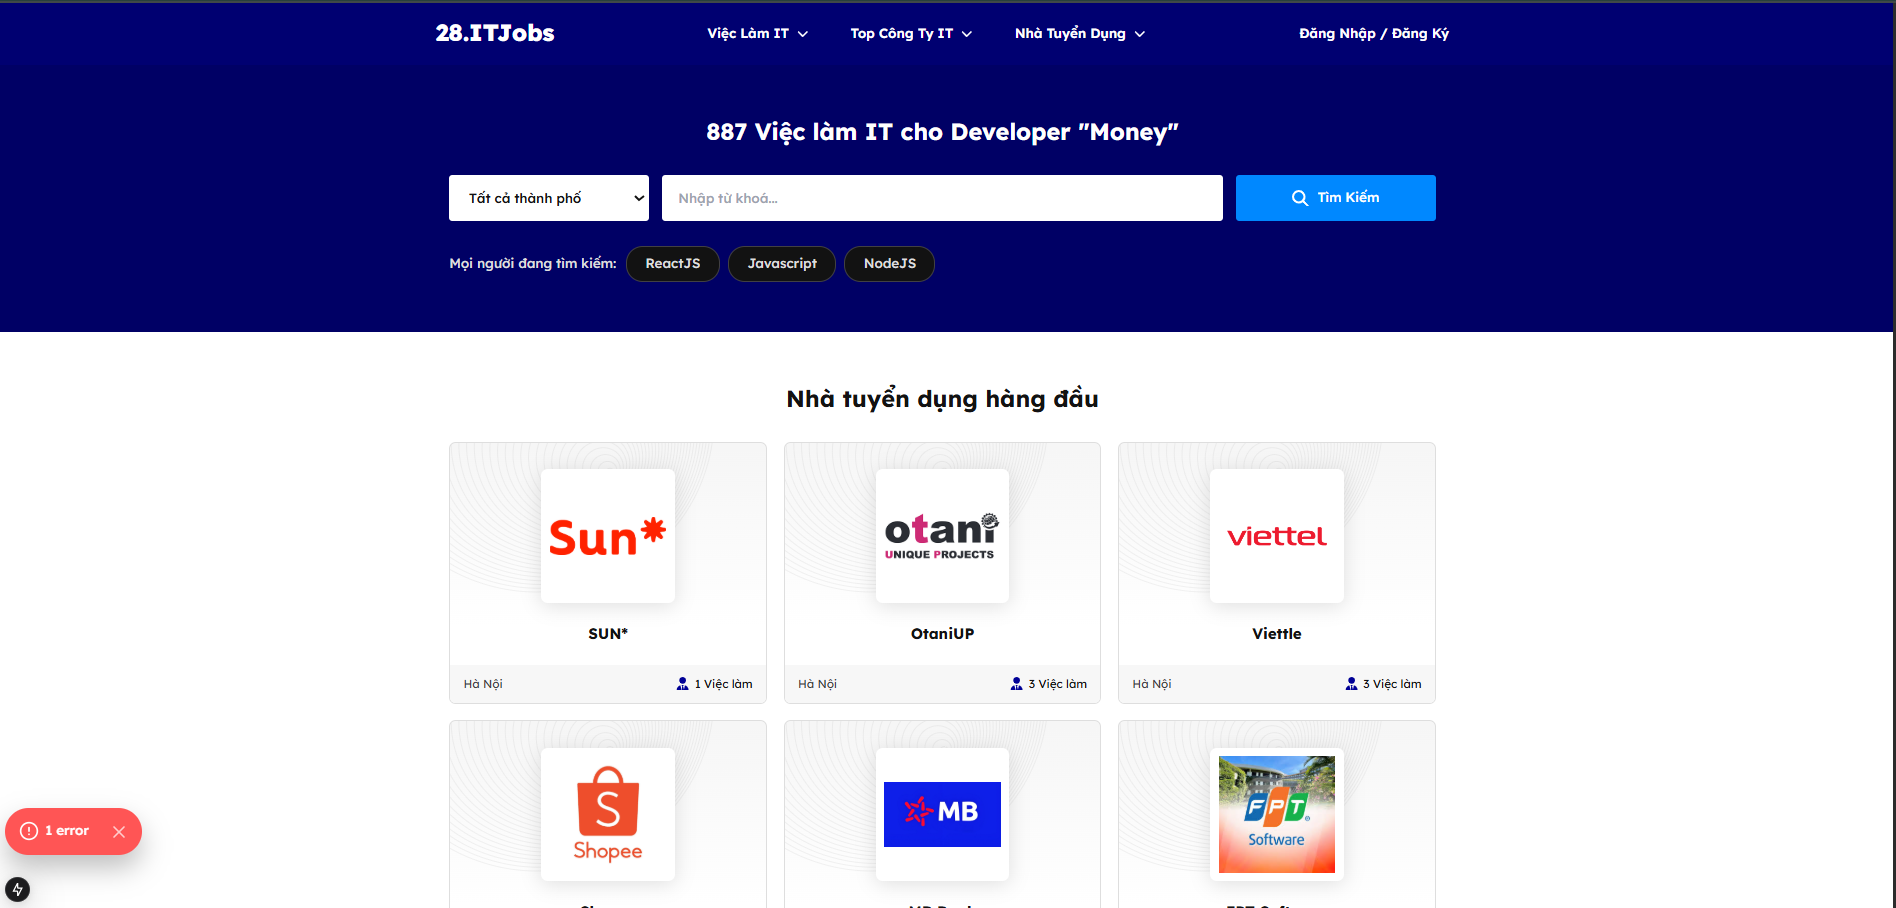 28.ITJobs
Việc Làm IT
Top Công Ty IT
Nhà Tuyển Dụng
Đăng Nhập / Đăng Ký
887 Việc làm IT cho Developer "Money"
Tất cả thành phố
Nhập từ khoá...
Tìm Kiếm
Mọi người đang tìm kiếm:
ReactJS
Javascript
NodeJS
Nhà tuyển dụng hàng đầu
Sun*
otani
UNIQUE PROJECTS
viettel
SUN*
OtaniUP
Viettle
Hà Nội
1 Việc làm
Hà Nội
3 Việc làm
Hà Nội
3 Việc làm
S
Shopee
MB
FPT
Software
1 error